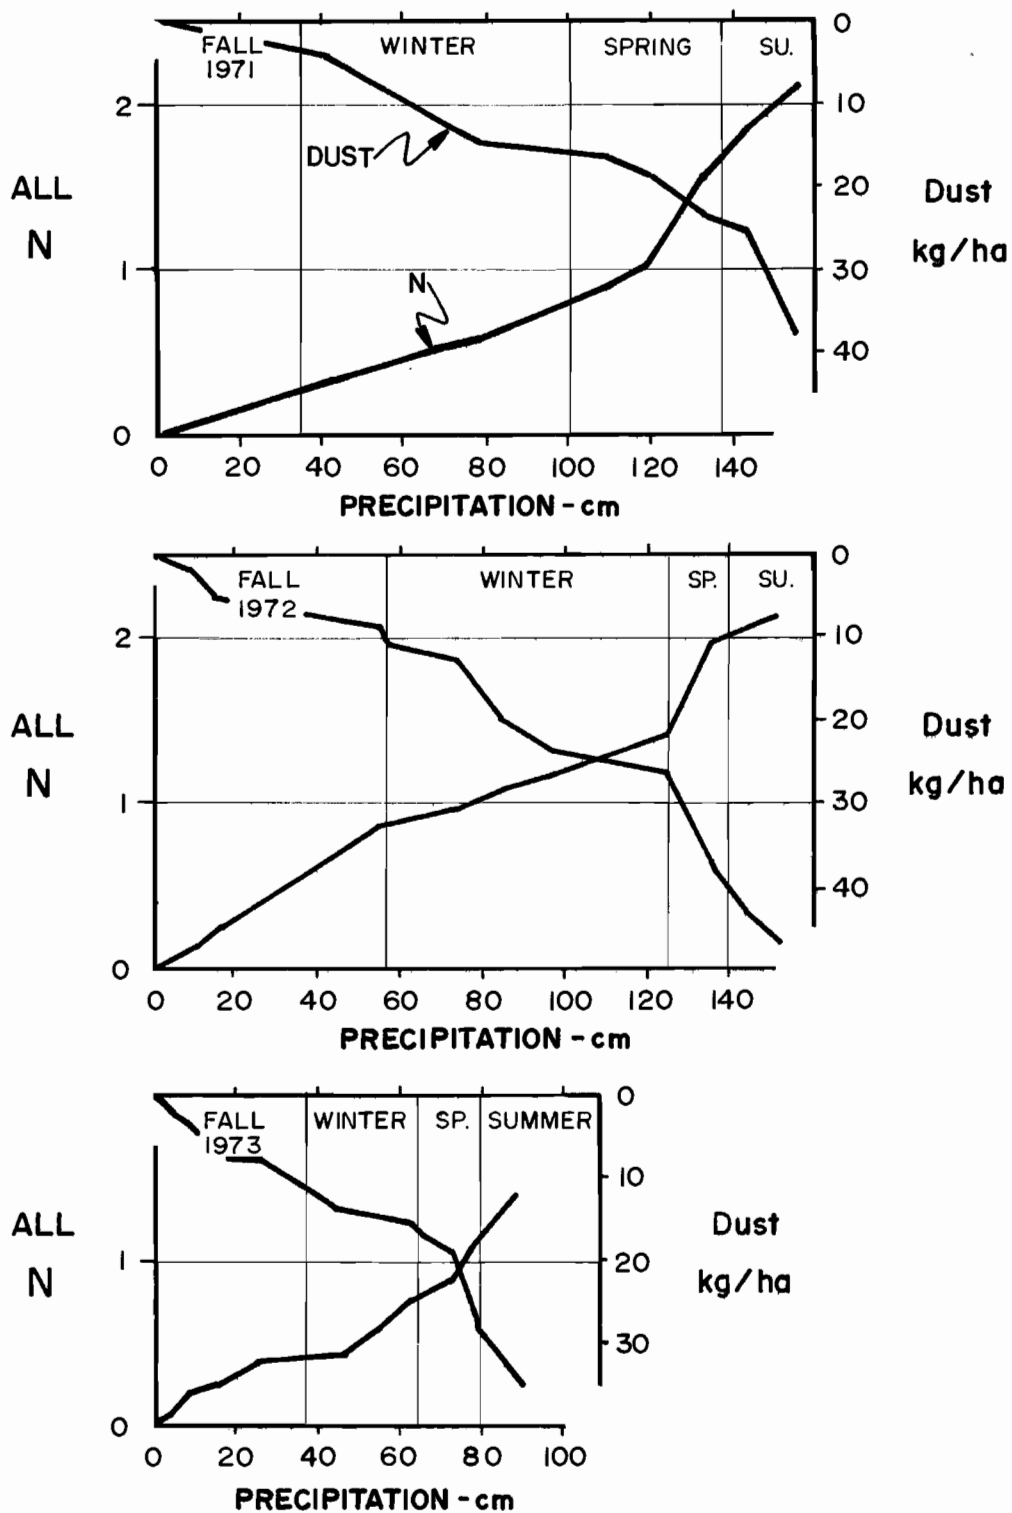 FALL WINTER SPRING SU.
1971
0
2
10
DUST
ALL
N
20
Dust
kg/ha
1
30
N
40
0
0 20 40 60 80 100 120 140
PRECIPITATION - cm
FALL WINTER SP. SU.
1972
0
2
10
ALL
N
20
Dust
kg/ha
1
30
40
0
0 20 40 60 80 100 120 140
PRECIPITATION - cm
FALL WINTER SP. SUMMER
1973
0
10
ALL
N
Dust
kg/ha
1
20
30
0
0 20 40 60 80 100
PRECIPITATION - cm